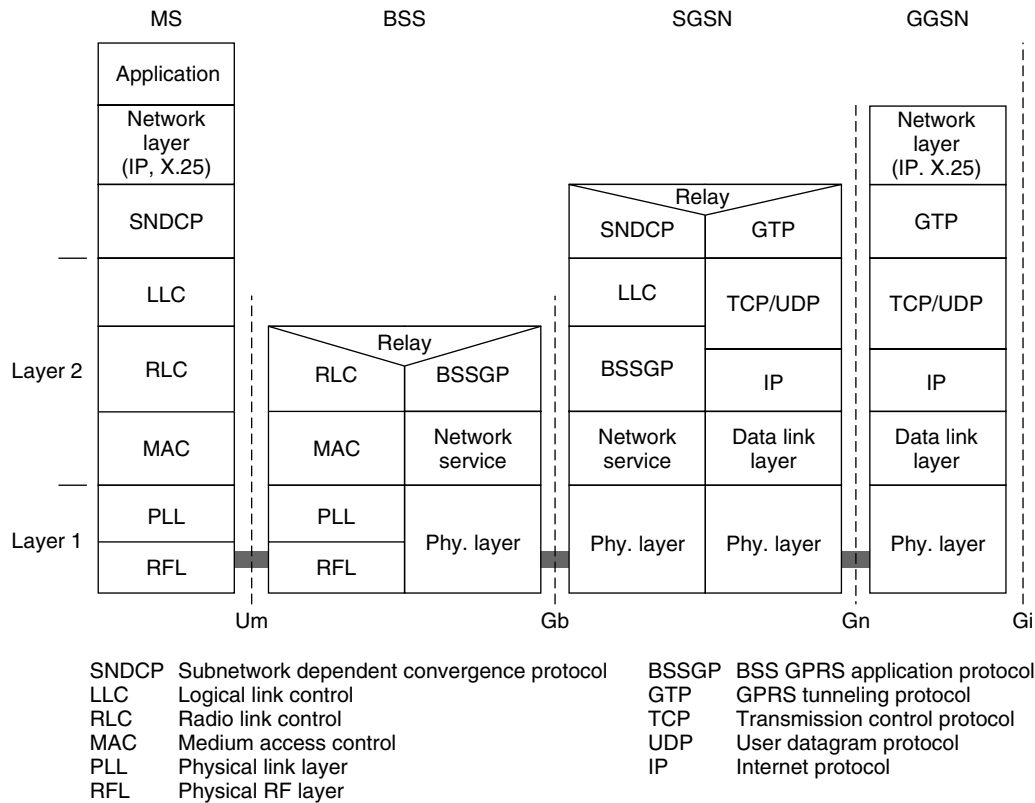 MS BSS SGSN GGSN
Application
Network
layer
(IP, X.25)
Network
layer
(IP. X.25)
Relay
SNDCP
SNDCP GTP
GTP
LLC
LLC
TCP/UDP
TCP/UDP
Relay
Layer 2
RLC
RLC BSSGP
BSSGP
IP
IP
MAC
MAC
Network
service
Network
service
Data link
layer
Data link
layer
Layer 1
PLL
PLL
Phy. layer
Phy. layer
Phy. layer
Phy. layer
RFL
RFL
Um Gb Gn Gi
SNDCP Subnetwork dependent convergence protocol
LLC Logical link control
RLC Radio link control
MAC Medium access control
PLL Physical link layer
RFL Physical RF layer
BSSGP BSS GPRS application protocol
GTP GPRS tunneling protocol
TCP Transmission control protocol
UDP User datagram protocol
IP Internet protocol